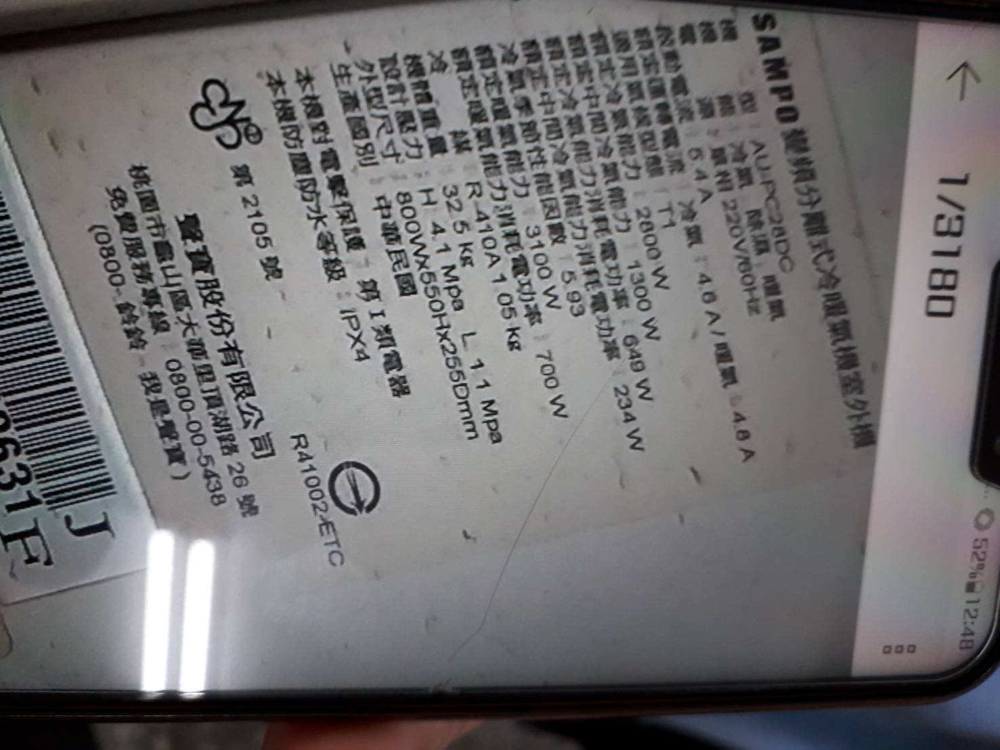 1/3180
52% 12:48
SAMPO 變頻分離式冷暖氣機室外機
機 型：AU-PC28DC
機 能：冷氣、除濕、暖氣
電 源：單相 220V/60Hz
額定運轉電流：冷氣：4.6 A / 暖氣：4.8 A
啟動電流：5.4 A
適用氣候型態：T1
額定冷氣能力：2800 W
額定中間冷氣能力：1300 W
額定冷氣能力消耗電功率：649 W
額定中間冷氣能力消耗電功率：234 W
冷氣季節性能因數：5.93
額定暖氣能力：3100 W
額定暖氣能力消耗電功率：700 W
冷 媒：R-410A 1.05 kg
機體重量：32.5 kg
設計壓力：H 4.1 Mpa L 1.1 Mpa
外型尺寸：800Wx550Hx255Dmm
生產國別：中華民國
本機對電擊保護：第 I 類電器
本機防塵防水等級：IPX4
第 2105 號
R41002-ETC
聲寶股份有限公司
桃園市龜山區大華里頂湖路 26 號
免費服務專線：0800-00-5438
(0800-鈴鈴-我是聲寶)
J
631F